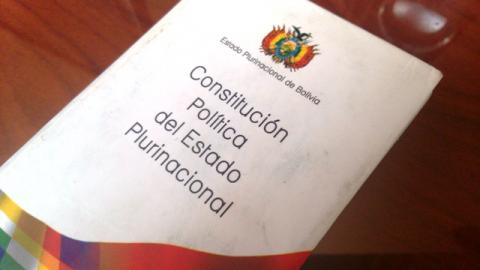 Estado Plurinacional de Bolivia
Constitución
Política
del Estado
Plurinacional